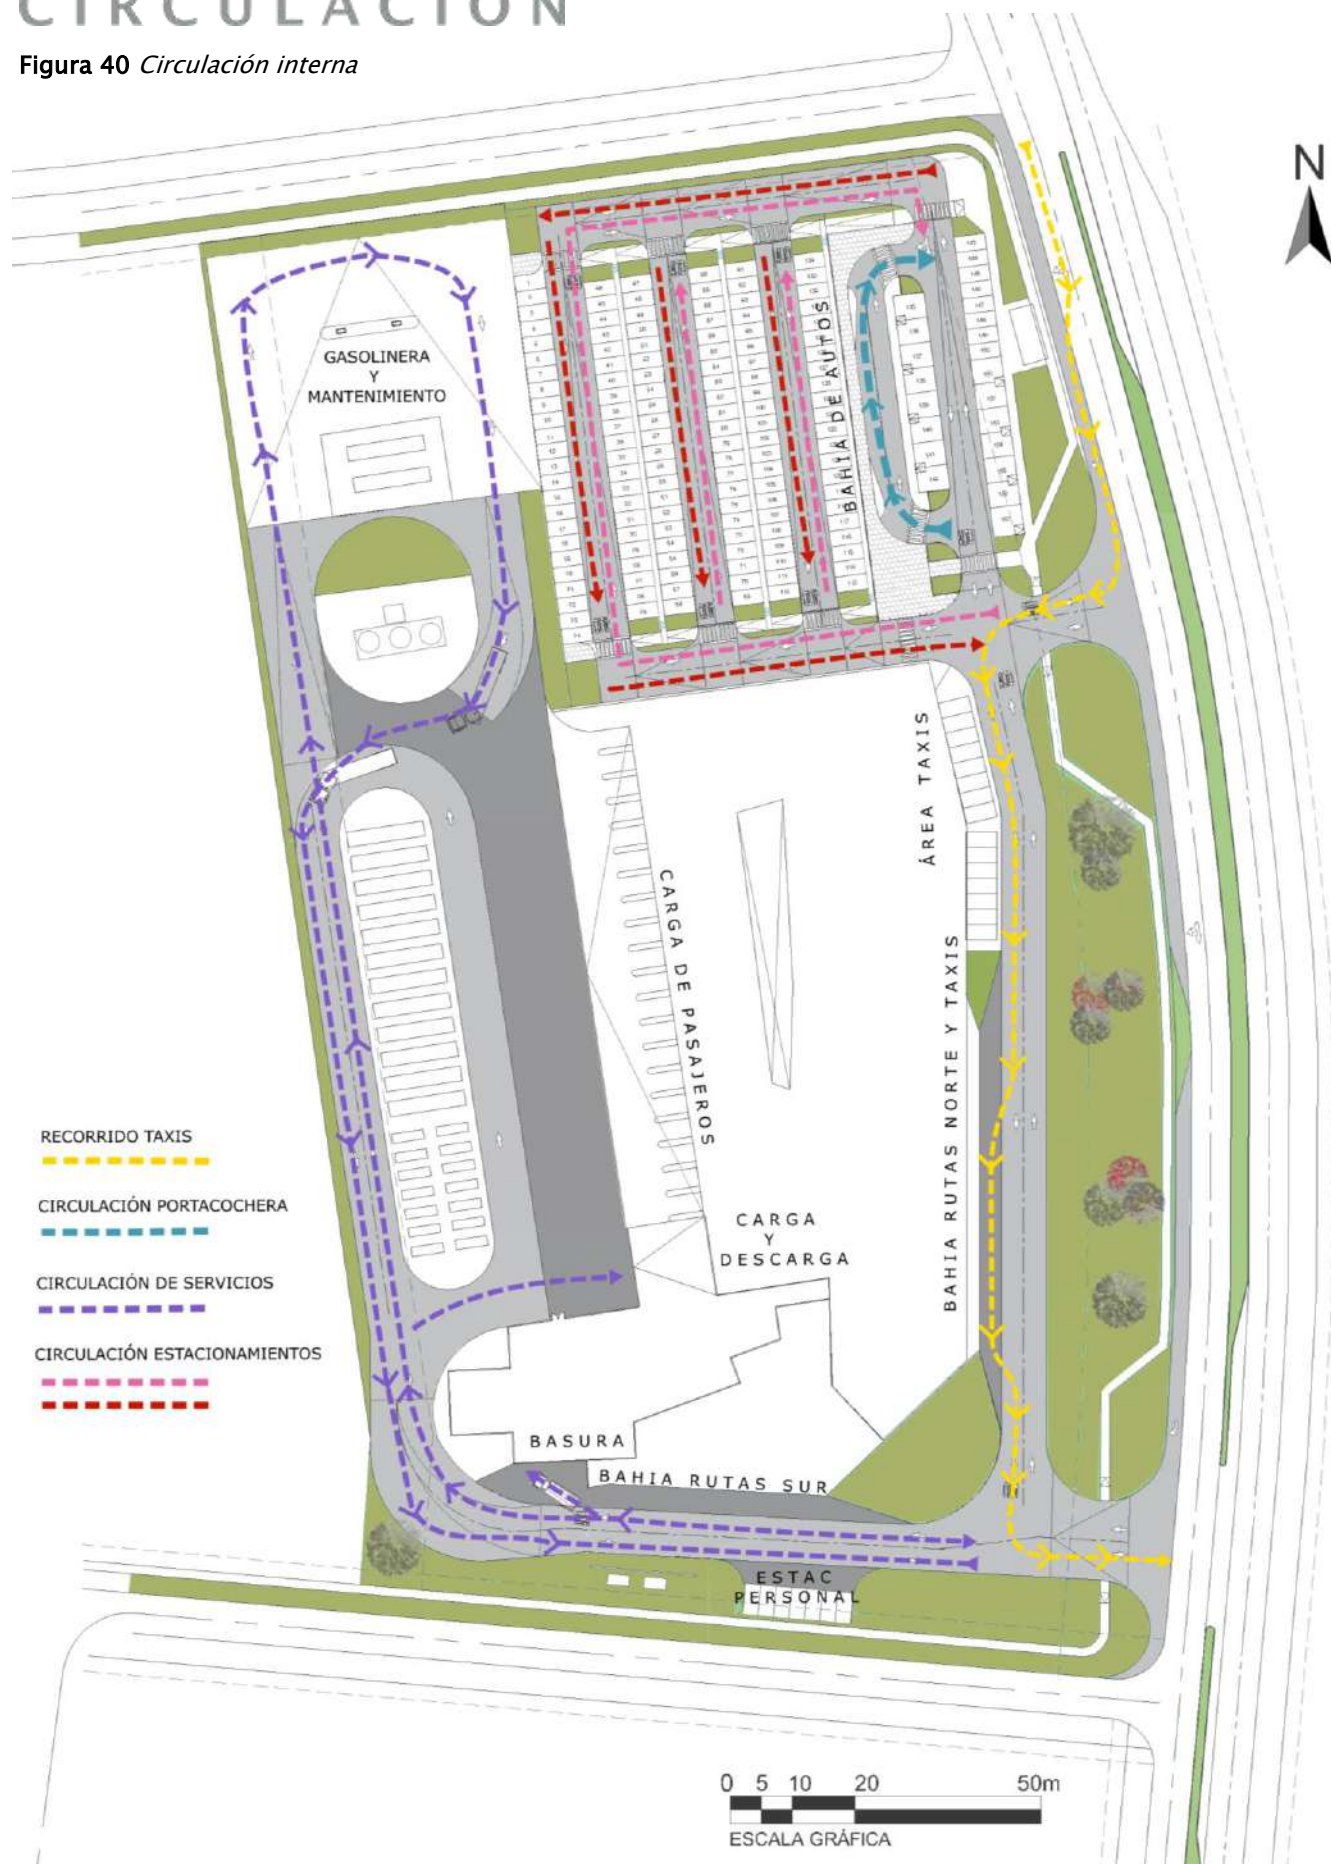 CIRCULACIÓN
Figura 40 Circulación interna
N
GASOLINERA
Y
MANTENIMIENTO
BAHIA DE AUTOS
ÁREA TAXIS
CARGA DE PASAJEROS
BAHIA RUTAS NORTE Y TAXIS
RECORRIDO TAXIS
CIRCULACIÓN PORTACOCHERA
CIRCULACIÓN DE SERVICIOS
CIRCULACIÓN ESTACIONAMIENTOS
CARGA
Y
DESCARGA
BASURA
BAHIA RUTAS SUR
ESTAC
PERSONAL
0 5 10 20 50m
ESCALA GRÁFICA